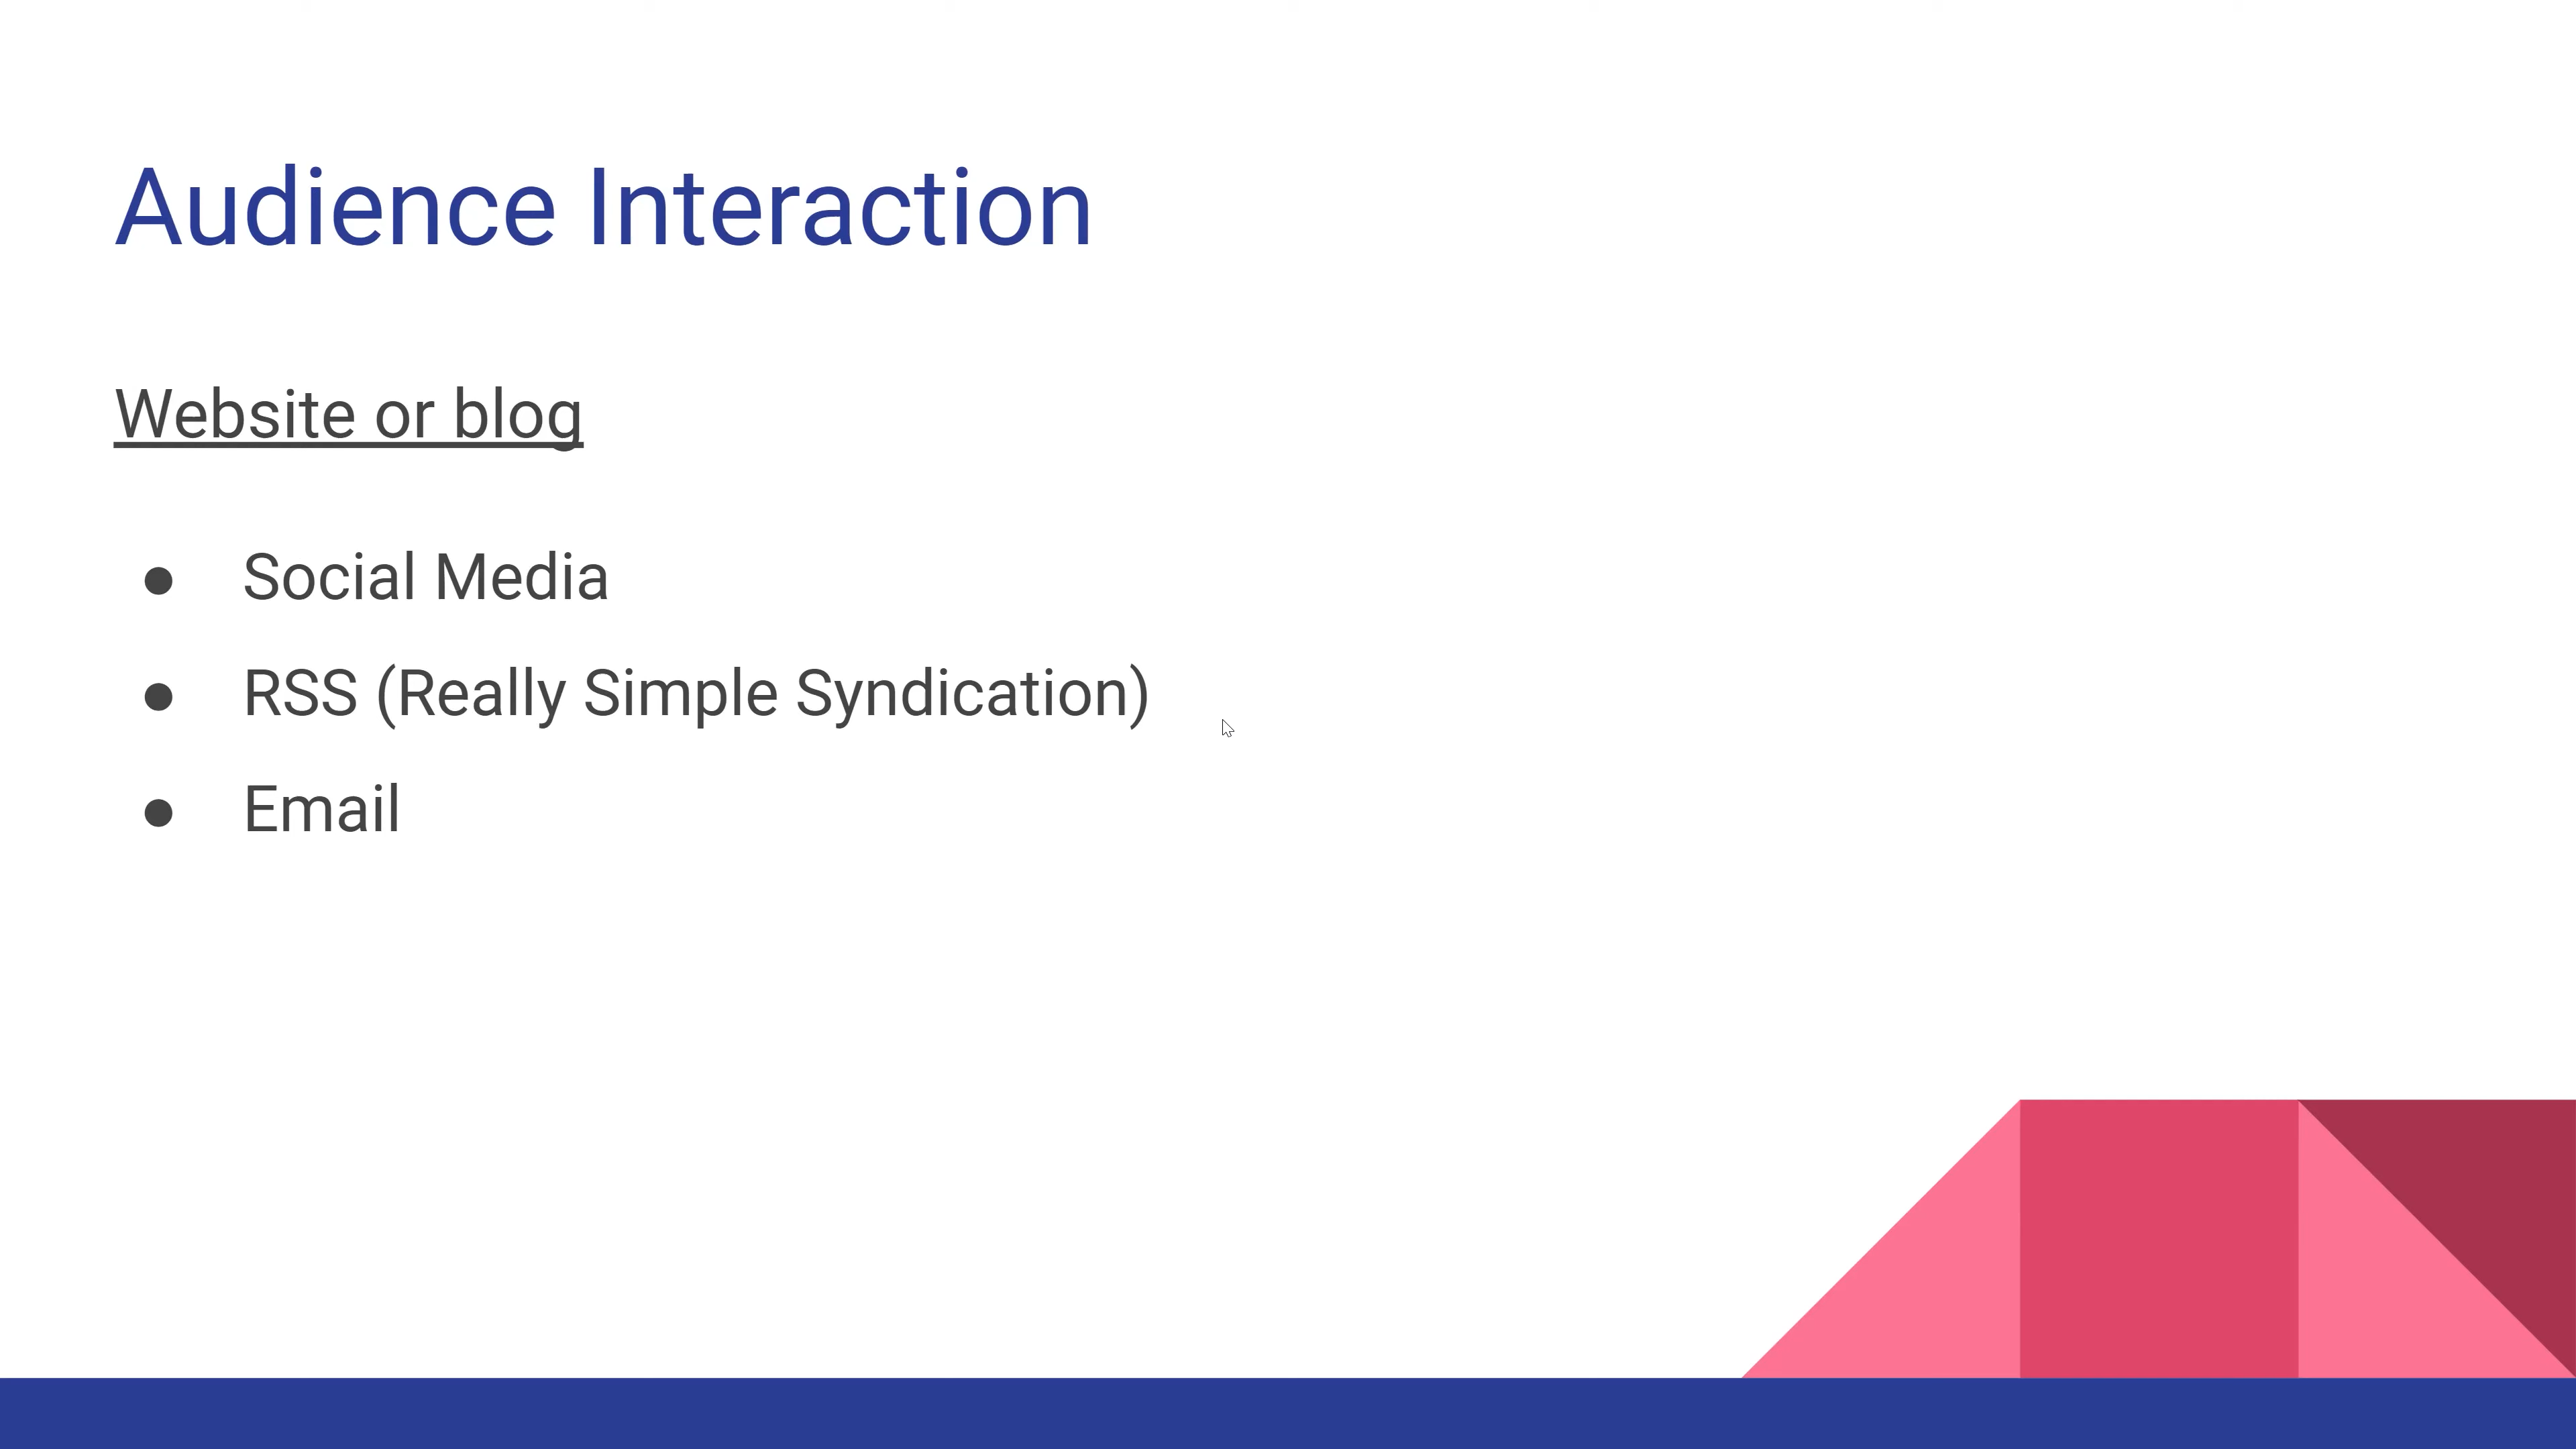 Audience Interaction
Website or blog
● Social Media
● RSS (Really Simple Syndication)
● Email